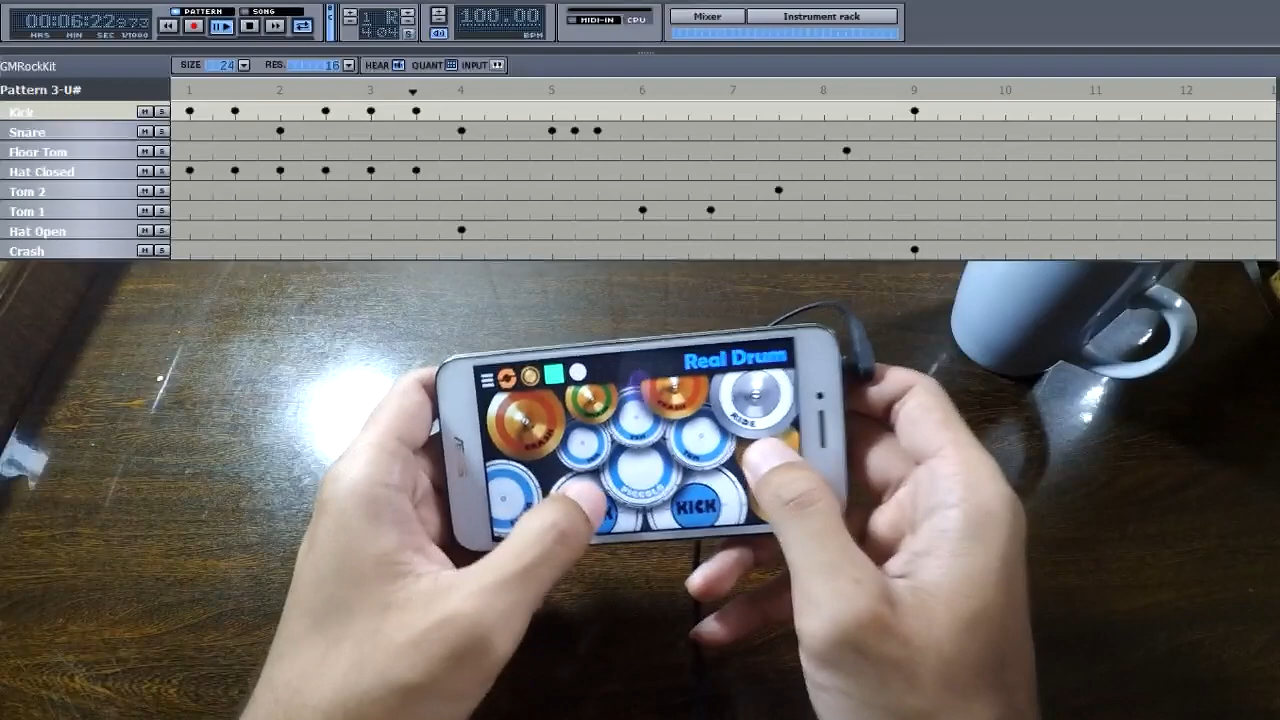 PATTERN SONG
00:06:22973
HRS MIN SEC 1/1000
100.00
BPM
MIDI-IN CPU
Mixer Instrument rack
GMRockKit
SIZE 24 RES. 16 HEAR QUANT INPUT
Pattern 3-U#
1 2 3 4 5 6 7 8 9 10 11 12
Kick M S
Snare M S
Floor Tom M S
Hat Closed M S
Tom 2 M S
Tom 1 M S
Hat Open M S
Crash M S
Real Drum
CRASH
RIDE
TOM
PICCOLO
KICK